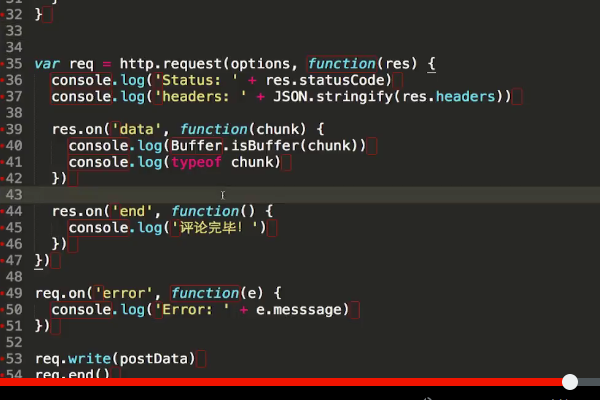 32 }
33
34
35 var req = http.request(options, function(res) {
36 console.log('Status: ' + res.statusCode)
37 console.log('headers: ' + JSON.stringify(res.headers))
38
39 res.on('data', function(chunk) {
40 console.log(Buffer.isBuffer(chunk))
41 console.log(typeof chunk)
42 })
43
44 res.on('end', function() {
45 console.log('评论完毕! ')
46 })
47 })
48
49 req.on('error', function(e) {
50 console.log('Error: ' + e.messsage)
51 })
52
53 req.write(postData)
54 req.end()